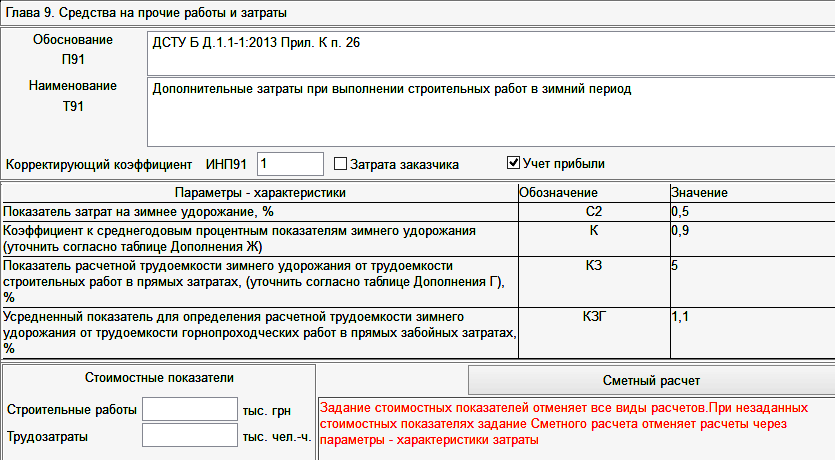 Глава 9. Средства на прочие работы и затраты
Обоснование
П91
ДСТУ Б Д.1.1-1:2013 Прил. К п. 26
Наименование
Т91
Дополнительные затраты при выполнении строительных работ в зимний период
Корректирующий коэффициент ИНП91 1 Затрата заказчика Учет прибыли
Параметры - характеристики Обозначение Значение
Показатель затрат на зимнее удорожание, % С2 0,5
Коэффициент к среднегодовым процентным показателям зимнего удорожания К 0,9
(уточнить согласно таблице Дополнения Ж)
Показатель расчетной трудоемкости зимнего удорожания от трудоемкости КЗ 5
строительных работ в прямых затратах, (уточнить согласно таблице Дополнения Г),
%
Усредненный показатель для определения расчетной трудоемкости зимнего КЗГ 1,1
удорожания от трудоемкости горнопроходческих работ в прямых забойных затратах,
%
Стоимостные показатели
Строительные работы тыс. грн
Трудозатраты тыс. чел.-ч.
Сметный расчет
Задание стоимостных показателей отменяет все виды расчетов.При незаданных
стоимостных показателях задание Сметного расчета отменяет расчеты через
параметры - характеристики затраты